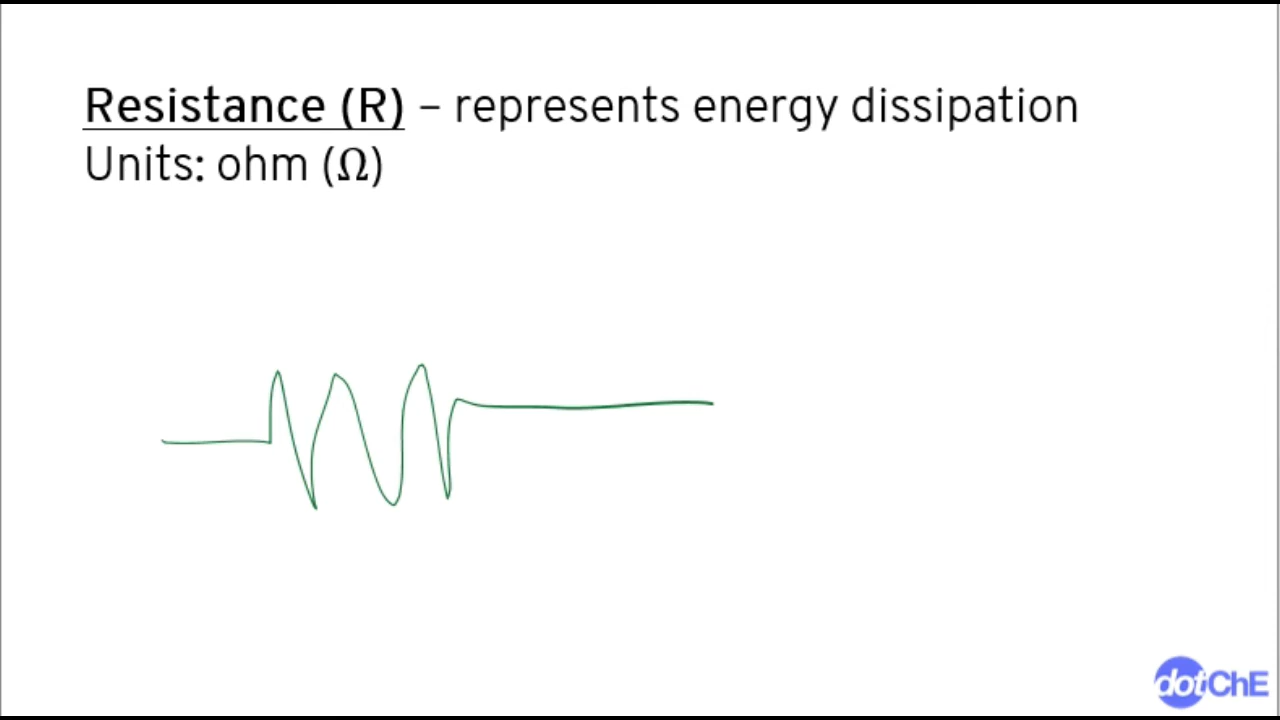 Resistance (R) – represents energy dissipation
Units: ohm (Ω)
dotChE